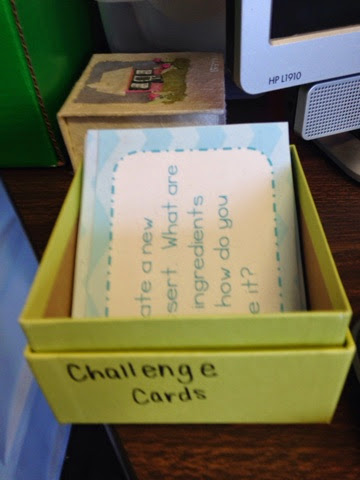 HP L1910
ate a new
sert. What are
ingredients
how do you
e it?
Challenge
Cards